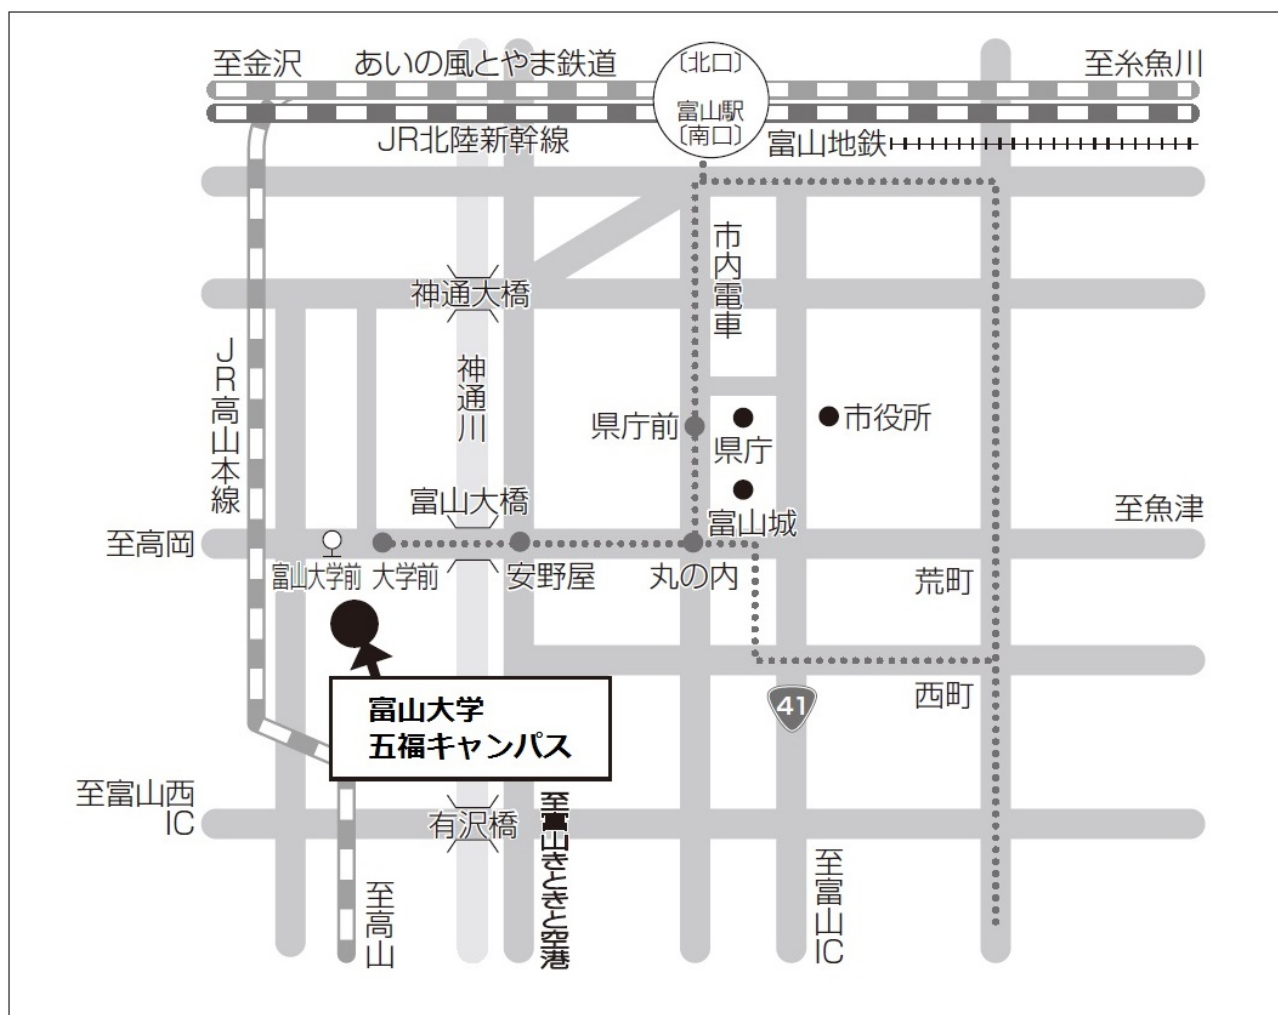 至金沢
あいの風とやま鉄道
〔北口〕
富山駅
〔南口〕
至糸魚川
JR北陸新幹線
富山地鉄
市内電車
神通大橋
JR高山本線
神通川
県庁前
県庁
市役所
富山大橋
富山城
至魚津
至高岡
富山大学前
大学前
安野屋
丸の内
荒町
西町
41
富山大学
五福キャンパス
至富山西
IC
有沢橋
至富山きときと空港
至富山IC
至高山